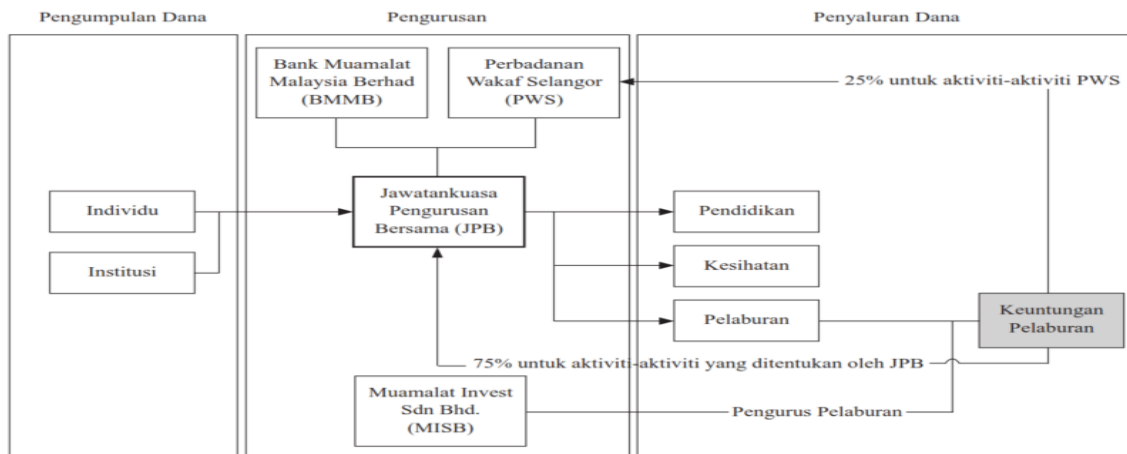 Pengumpulan Dana
Pengurusan
Penyaluran Dana
Bank Muamalat
Malaysia Berhad
(BMMB)
Perbadanan
Wakaf Selangor
(PWS)
25% untuk aktiviti-aktiviti PWS
Individu
Institusi
Jawatankuasa
Pengurusan
Bersama (JPB)
Pendidikan
Kesihatan
Pelaburan
Keuntungan
Pelaburan
75% untuk aktiviti-aktiviti yang ditentukan oleh JPB
Muamalat Invest
Sdn Bhd.
(MISB)
Pengurus Pelaburan